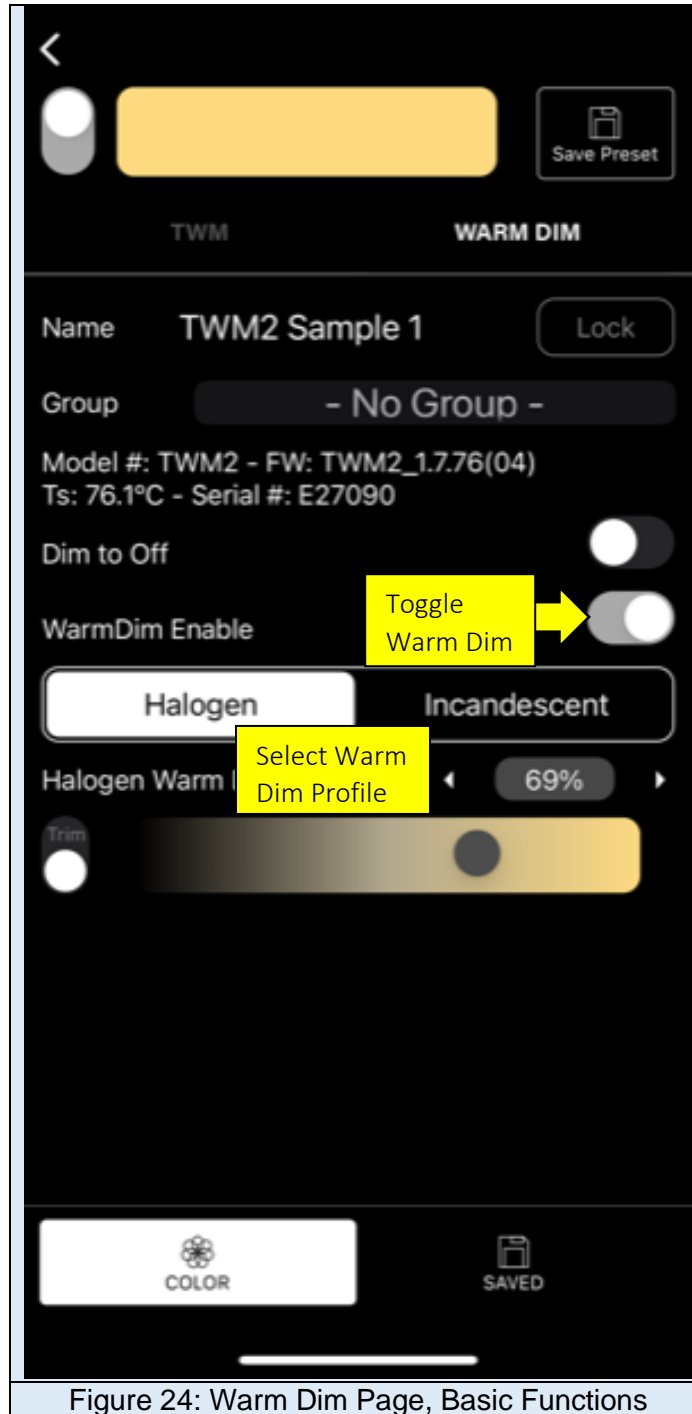 Save Preset
TWM WARM DIM
Name TWM2 Sample 1 Lock
Group - No Group -
Model #: TWM2 - FW: TWM2_1.7.76(04)
Ts: 76.1°C - Serial #: E27090
Dim to Off
Toggle
Warm Dim
WarmDim Enable
Halogen Incandescent
Select Warm
Dim Profile
Halogen Warm 69%
Trim
COLOR SAVED
Figure 24: Warm Dim Page, Basic Functions